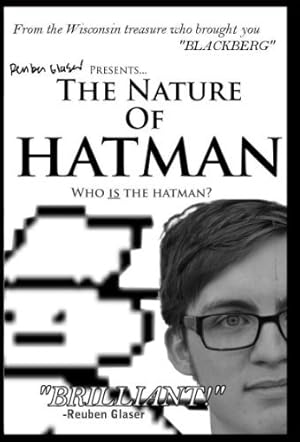 From the Wisconsin treasure who brought you
"BLACKBERG"
Reuben Glaser PRESENTS...
THE NATURE
OF
HATMAN
WHO IS THE HATMAN?
"BRILLIANT!"
-Reuben Glaser